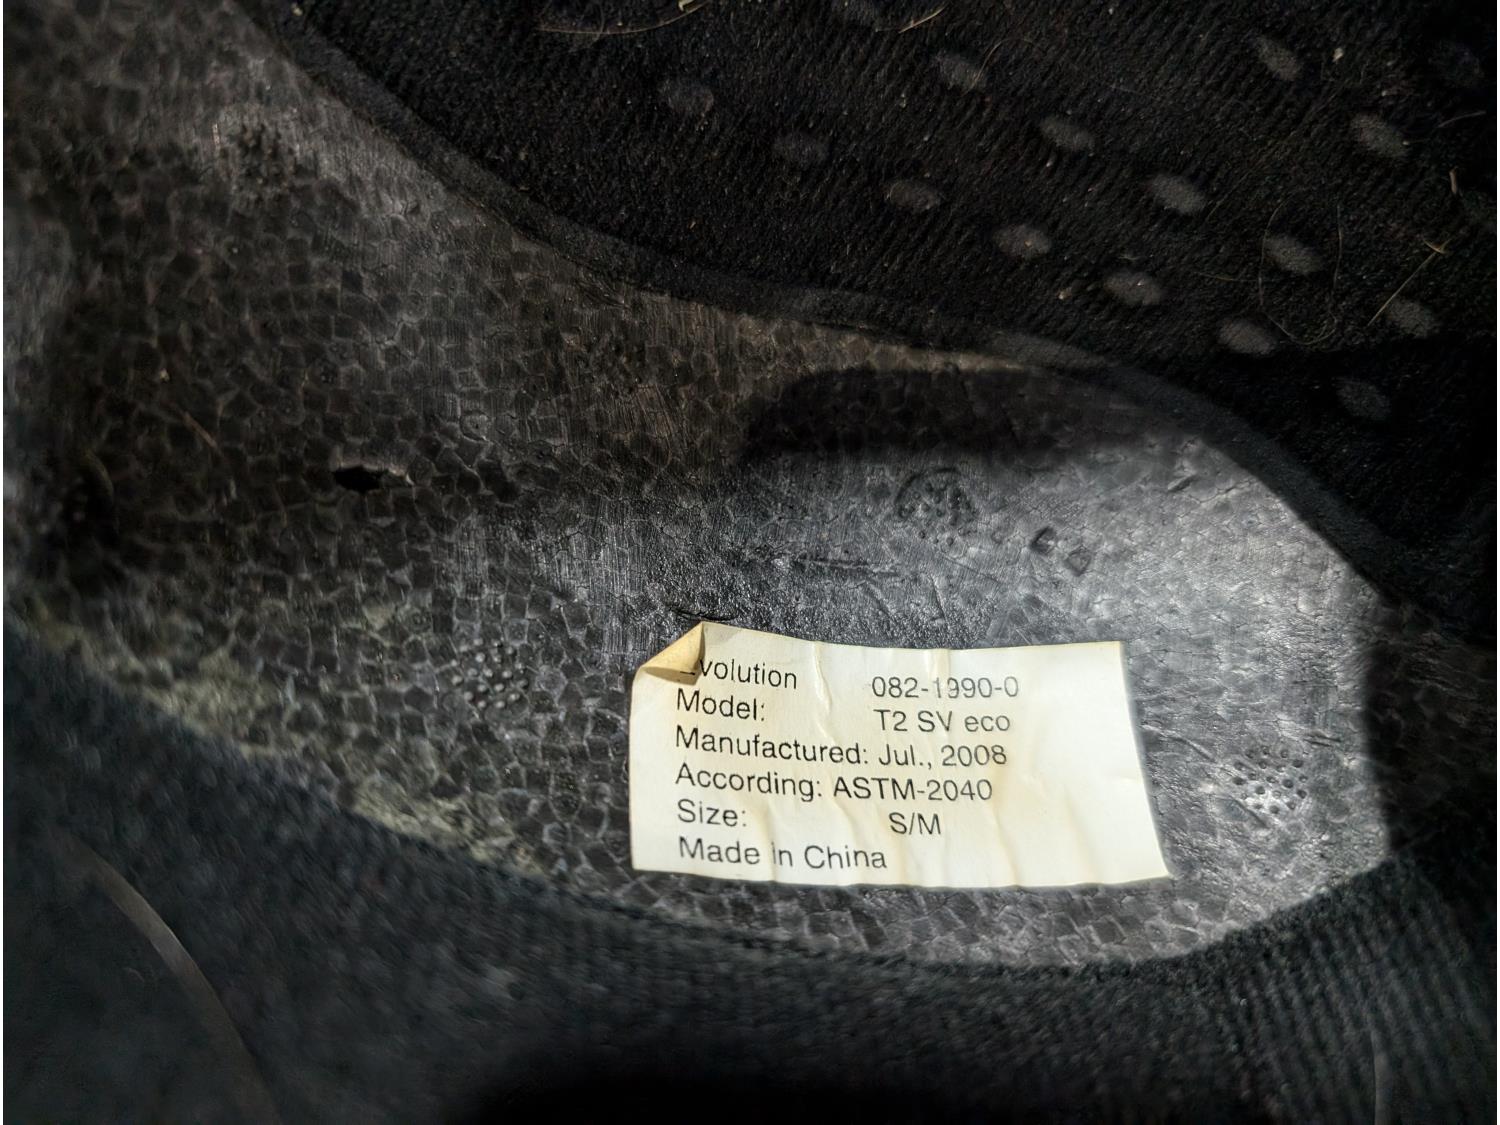 volution 082-1990-0
Model: T2 SV eco
Manufactured: Jul., 2008
According: ASTM-2040
Size: S/M
Made in China